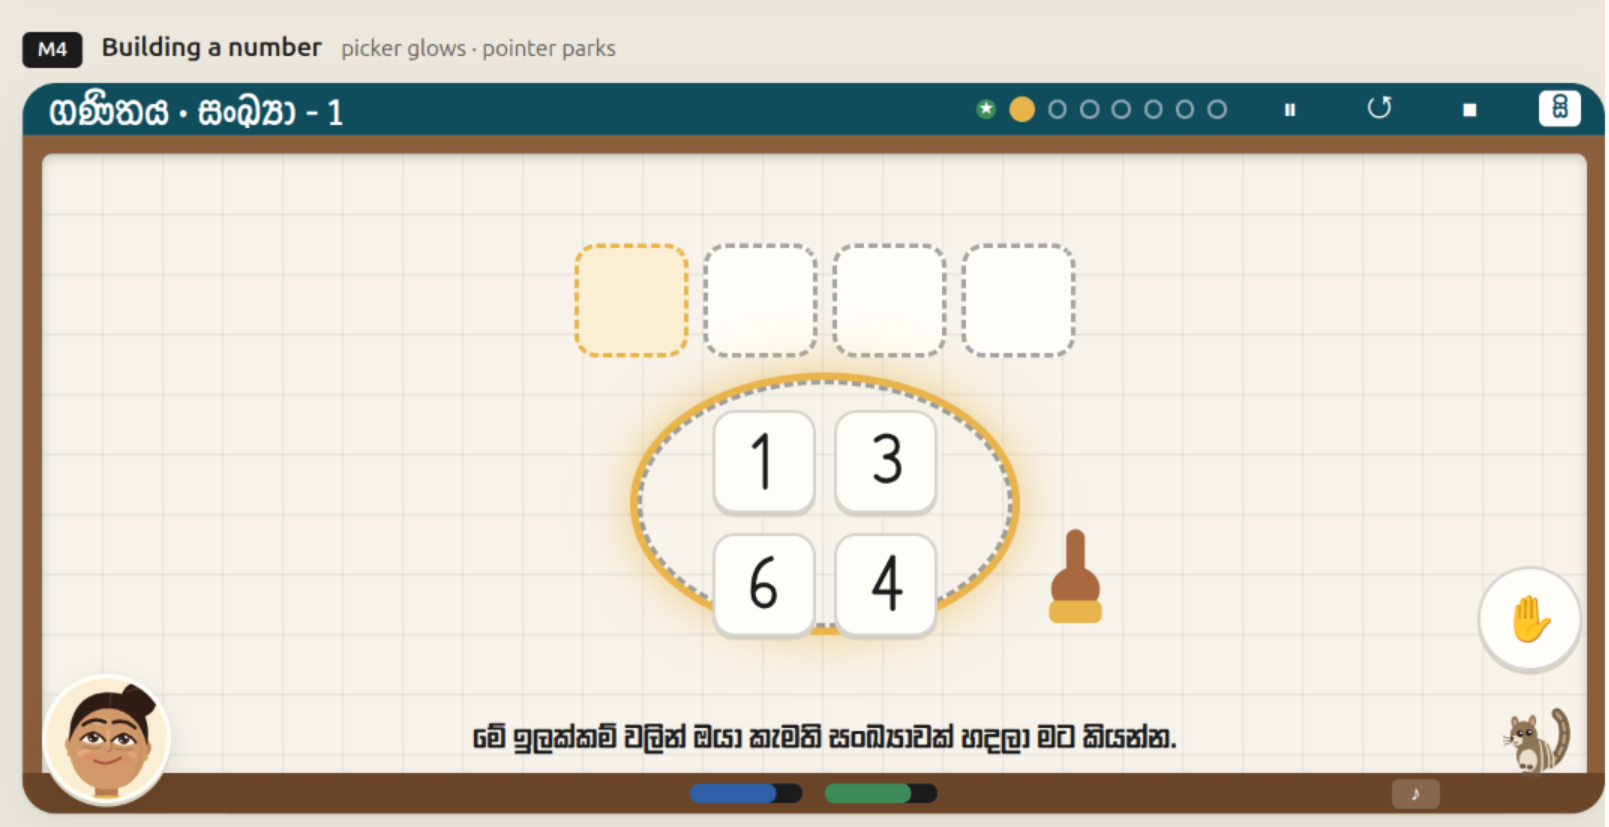 M4 Building a number picker glows · pointer parks
ගණිතය · සංඛ්‍යා - 1
සිං
1 3
6 4
මේ ඉලක්කම් වලින් ඔයා කැමති සංඛ්‍යාවක් හදලා මට කියන්න.